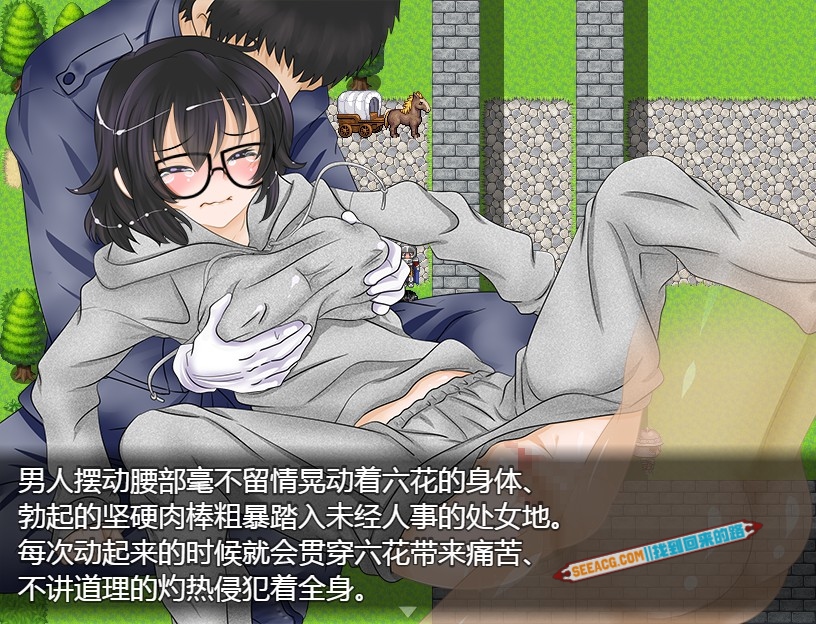 男人摆动腰部毫不留情晃动着六花的身体、
勃起的坚硬肉棒粗暴踏入未经人事的处女地。
每次动起来的时候就会贯穿六花带来痛苦、
不讲道理的灼热侵犯着全身。
SEEACG.COM||找到回来的路